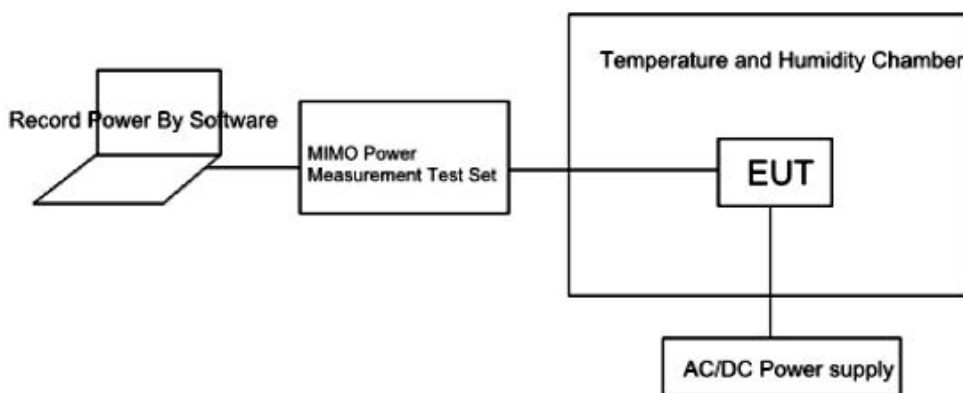 Temperature and Humidity Chamber
Record Power By Software
MIMO Power
Measurement Test Set
EUT
AC/DC Power supply